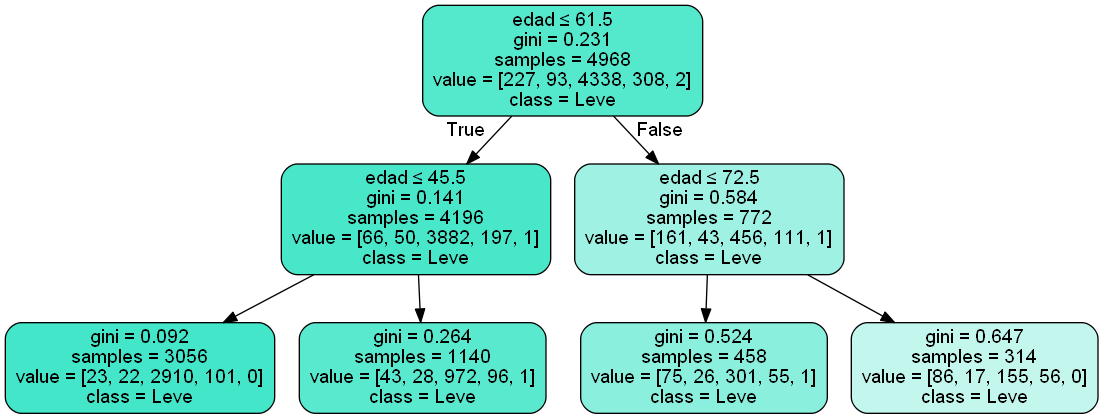 edad ≤ 61.5
gini = 0.231
samples = 4968
value = [227, 93, 4338, 308, 2]
class = Leve
True
False
edad ≤ 45.5
gini = 0.141
samples = 4196
value = [66, 50, 3882, 197, 1]
class = Leve
edad ≤ 72.5
gini = 0.584
samples = 772
value = [161, 43, 456, 111, 1]
class = Leve
gini = 0.092
samples = 3056
value = [23, 22, 2910, 101, 0]
class = Leve
gini = 0.264
samples = 1140
value = [43, 28, 972, 96, 1]
class = Leve
gini = 0.524
samples = 458
value = [75, 26, 301, 55, 1]
class = Leve
gini = 0.647
samples = 314
value = [86, 17, 155, 56, 0]
class = Leve